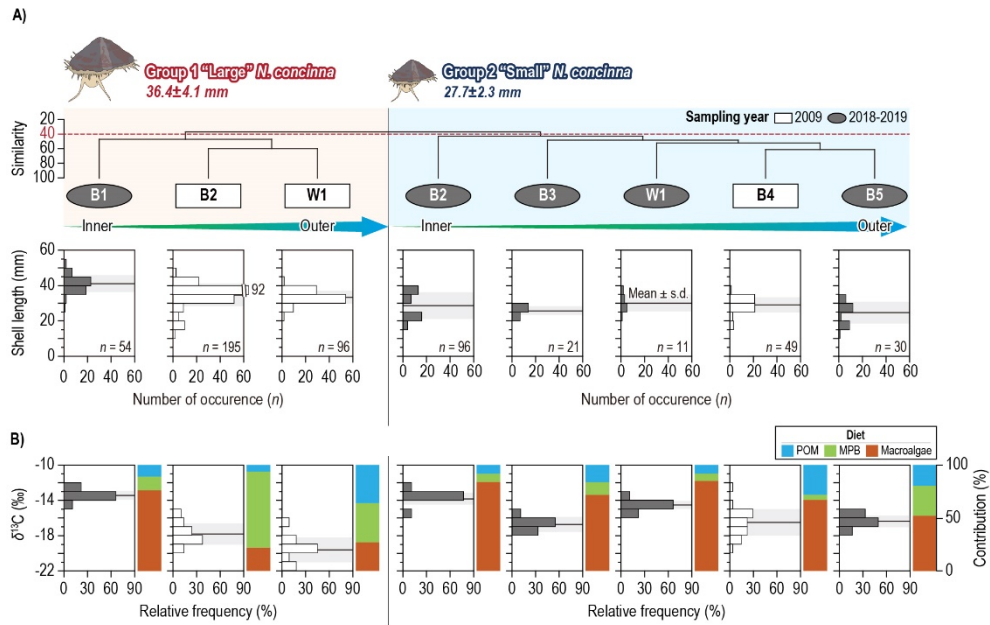 A)
Group 1 “Large” N. concinna
36.4±4.1 mm
Group 2 “Small” N. concinna
27.7±2.3 mm
Sampling year 2009 2018-2019
Similarity
20
40
60
80
100
B1 B2 W1 B2 B3 W1 B4 B5
Inner Outer Inner Outer
Shell length (mm)
60
40
20
0
92
Mean ± s.d.
n = 54 n = 195 n = 96 n = 96 n = 21 n = 11 n = 49 n = 30
0 20 40 60 0 20 40 60 0 20 40 60 0 20 40 60 0 20 40 60 0 20 40 60 0 20 40 60 0 20 40 60
Number of occurence (n) Number of occurence (n)
B)
Diet
POM MPB Macroalgae
δ13C (‰)
-10
-14
-18
-22
100
50
0
Contribution (%)
0 30 60 90 0 30 60 90 0 30 60 90 0 30 60 90 0 30 60 90 0 30 60 90 0 30 60 90 0 30 60 90
Relative frequency (%) Relative frequency (%)